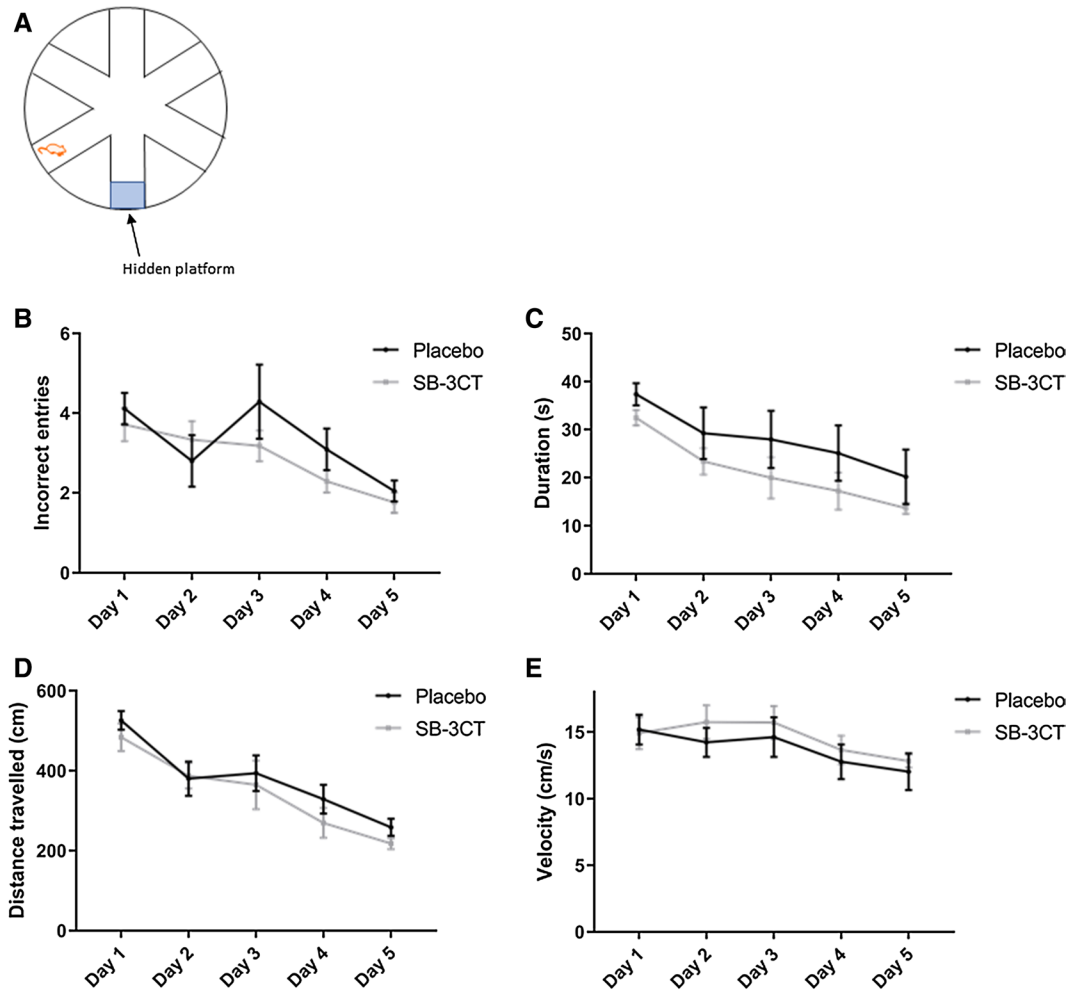 A
Hidden platform
B
Incorrect entries
6
4
2
0
Placebo
SB-3CT
Day 1
Day 2
Day 3
Day 4
Day 5
C
Duration (s)
50
40
30
20
10
0
Placebo
SB-3CT
Day 1
Day 2
Day 3
Day 4
Day 5
D
Distance travelled (cm)
600
400
200
0
Placebo
SB-3CT
Day 1
Day 2
Day 3
Day 4
Day 5
E
Velocity (cm/s)
15
10
5
0
Placebo
SB-3CT
Day 1
Day 2
Day 3
Day 4
Day 5